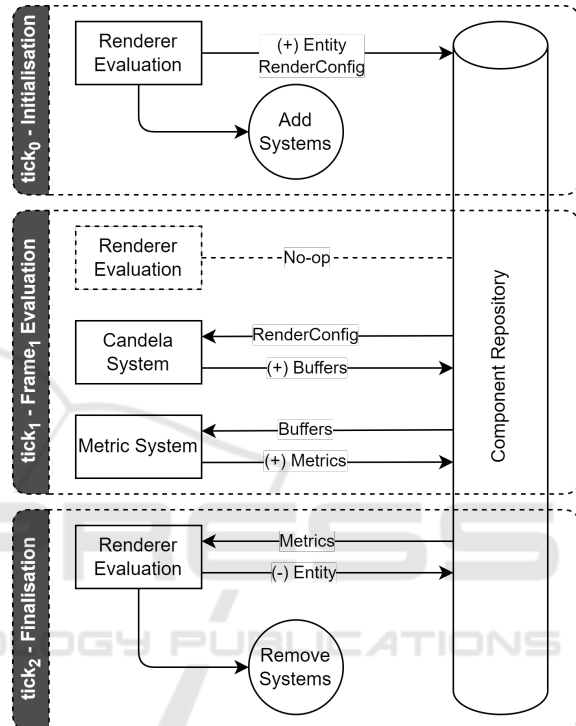 tick0 - Initialisation
Renderer
Evaluation
(+) Entity
RenderConfig
Add
Systems
tick1 - Frame1 Evaluation
Renderer
Evaluation
No-op
Candela
System
RenderConfig
(+) Buffers
Metric System
Buffers
(+) Metrics
Component Repository
tick2 - Finalisation
Renderer
Evaluation
Metrics
(-) Entity
Remove
Systems
PUBLICATIONS